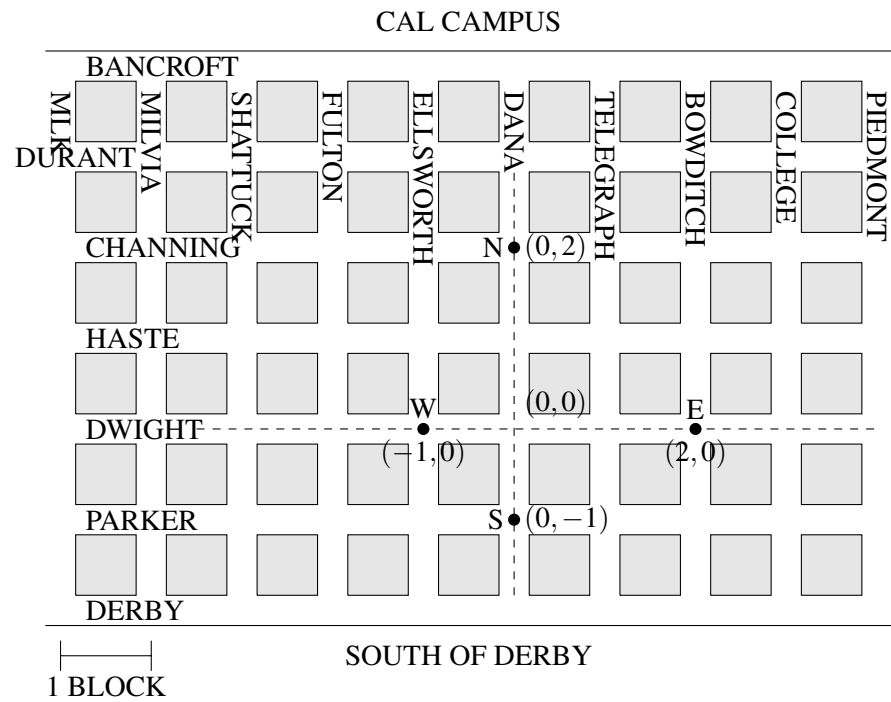 CAL CAMPUS
BANCROFT
MLK
MILVIA
SHATTUCK
FULTON
ELLSWORTH
DANA
TELEGRAPH
BOWDITCH
COLLEGE
PIEDMONT
DURANT
CHANNING
N (0, 2)
HASTE
W
(0, 0)
E
DWIGHT
(−1,0)
(2,0)
PARKER
S (0,−1)
DERBY
SOUTH OF DERBY
1 BLOCK